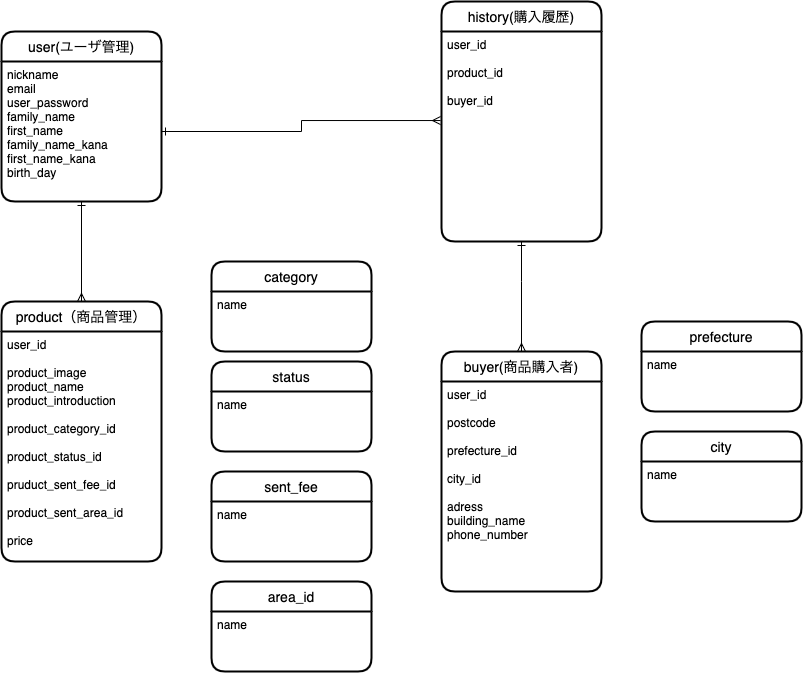 user(ユーザ管理)
nickname
email
user_password
family_name
first_name
family_name_kana
first_name_kana
birth_day
history(購入履歴)
user_id
product_id
buyer_id
product（商品管理）
user_id
product_image
product_name
product_introduction
product_category_id
product_status_id
pruduct_sent_fee_id
product_sent_area_id
price
category
name
status
name
sent_fee
name
area_id
name
buyer(商品購入者)
user_id
postcode
prefecture_id
city_id
adress
building_name
phone_number
prefecture
name
city
name